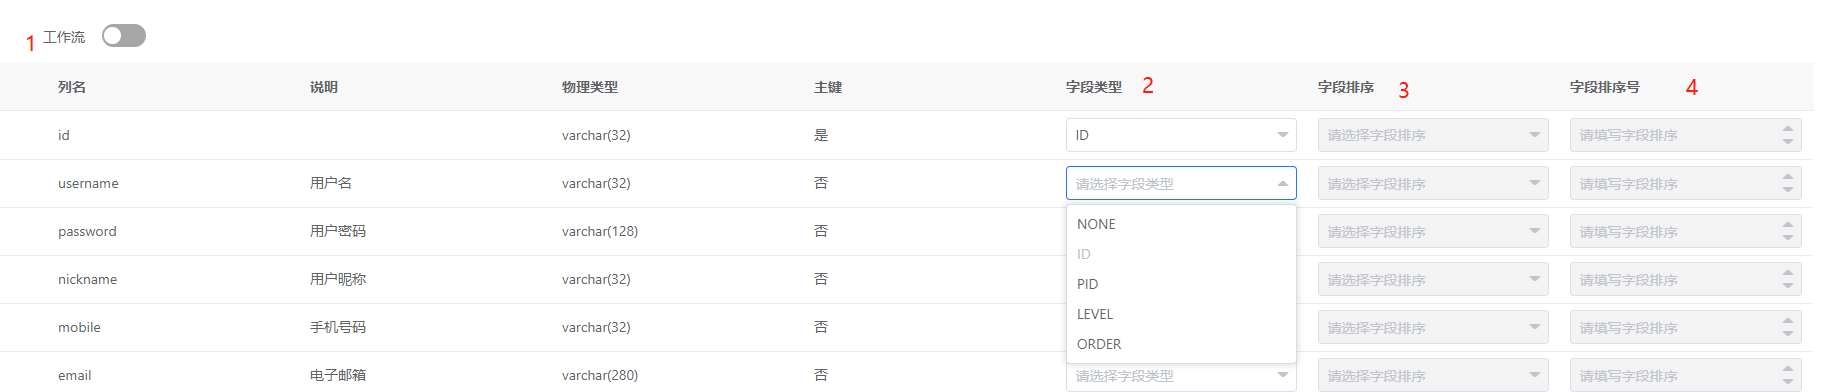 1 工作流
列名 说明 物理类型 主键 字段类型 2 字段排序 3 字段排序号 4
id varchar(32) 是 ID 请选择字段排序 请填写字段排序
username 用户名 varchar(32) 否 请选择字段类型 请选择字段排序 请填写字段排序
NONE
password 用户密码 varchar(128) 否 请选择字段排序 请填写字段排序
ID
nickname 用户昵称 varchar(32) 否 PID 请选择字段排序 请填写字段排序
LEVEL
mobile 手机号码 varchar(32) 否 请选择字段排序 请填写字段排序
ORDER
email 电子邮箱 varchar(280) 否 请选择字段类型 请选择字段排序 请填写字段排序